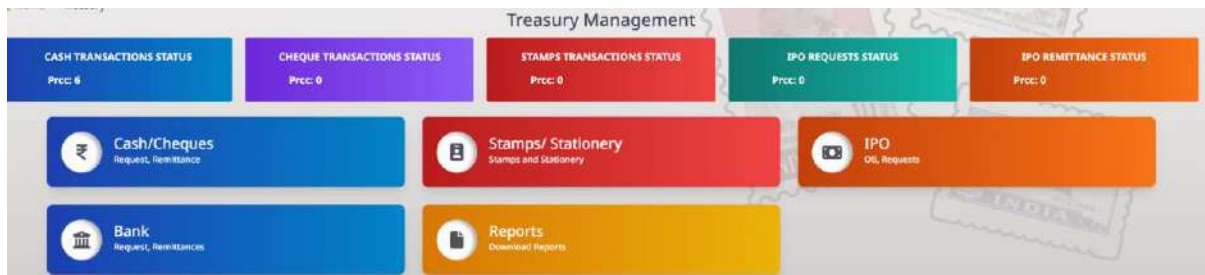 Treasury Management
CASH TRANSACTIONS STATUS
Prcc: 6
CHEQUE TRANSACTIONS STATUS
Prcc: 0
STAMPS TRANSACTIONS STATUS
Prcc: 0
IPO REQUESTS STATUS
Prcc: 0
IPO REMITTANCE STATUS
Prcc: 0
Cash/Cheques
Request, Remittance
Stamps/ Stationery
Stamps and Stationery
IPO
OB, Requests
Bank
Request, Remittances
Reports
Download Reports
INDIA